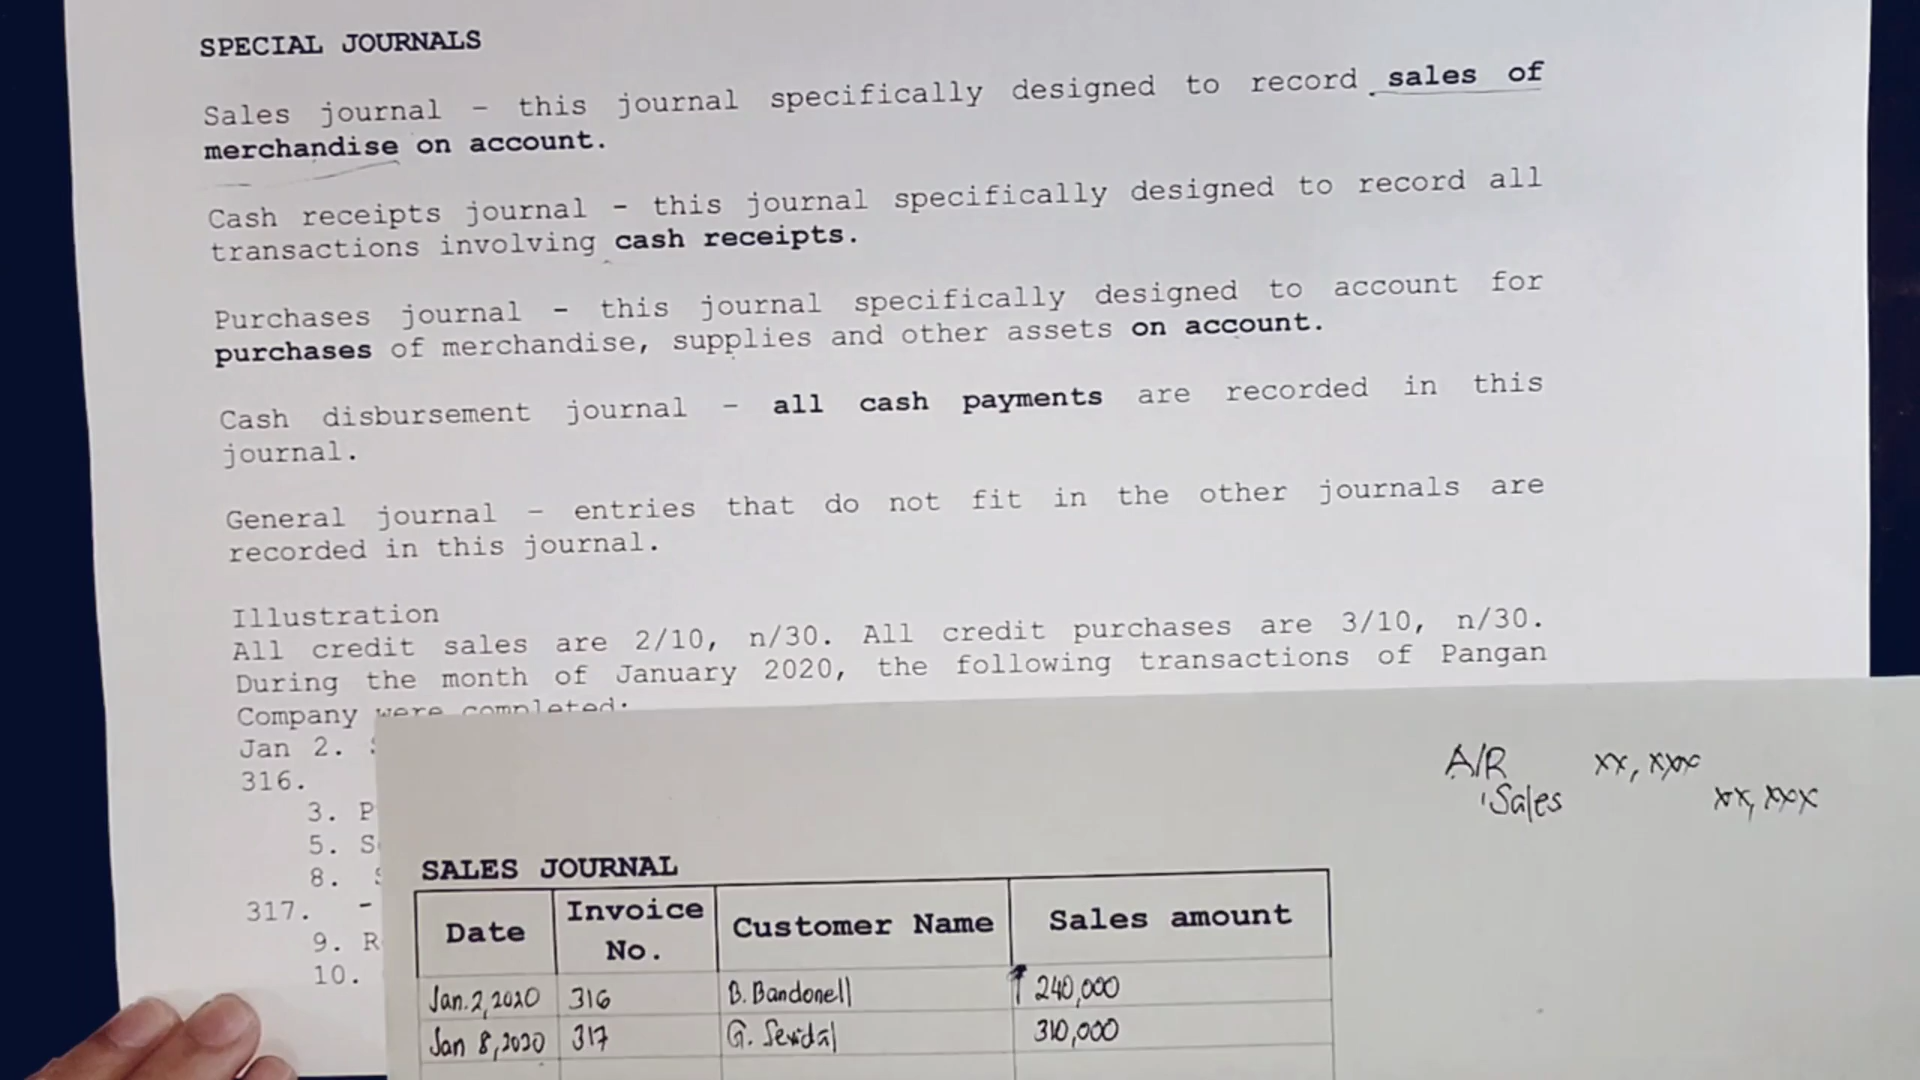 SPECIAL JOURNALS
Sales journal – this journal specifically designed to record sales of
merchandise on account.
Cash receipts journal - this journal specifically designed to record all
transactions involving cash receipts.
Purchases journal – this journal specifically designed to account for
purchases of merchandise, supplies and other assets on account.
Cash disbursement journal – all cash payments are recorded in this
journal.
General journal – entries that do not fit in the other journals are
recorded in this journal.
Illustration
All credit sales are 2/10, n/30. All credit purchases are 3/10, n/30.
During the month of January 2020, the following transactions of Pangan
Company were completed:
Jan 2.
316.
3. P
5. S
8. S
317. -
9. R
10.
A/R xx,xxx
Sales xx,xxx
SALES JOURNAL
Date Invoice No. Customer Name Sales amount
Jan.2,2020 316 B. Bandonell 240,000
Jan 8,2020 317 G. 310,000